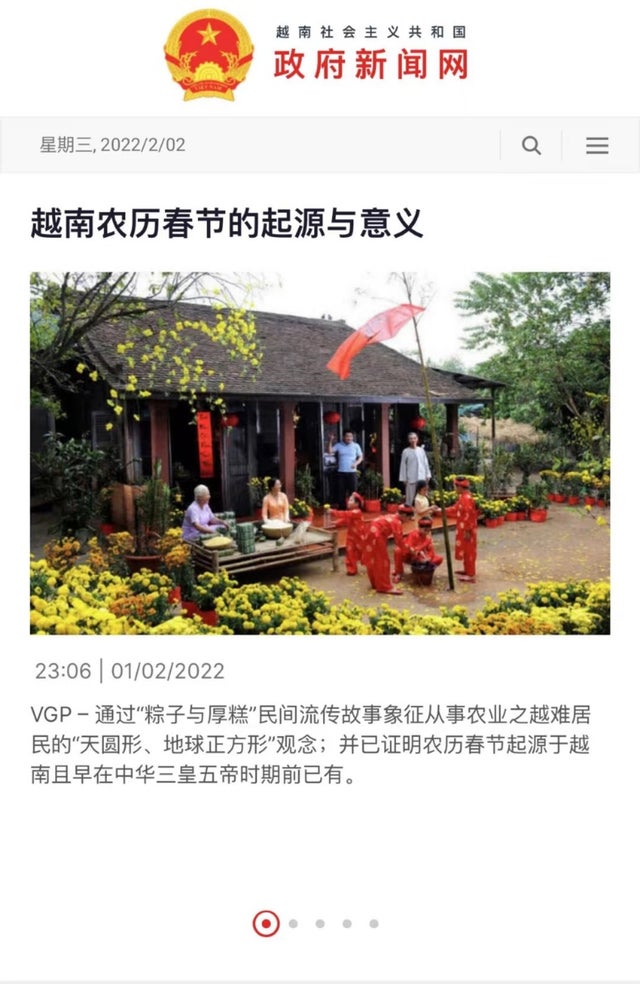 越南社会主义共和国
政府新闻网
星期三, 2022/2/02
越南农历春节的起源与意义
23:06 | 01/02/2022
VGP – 通过“粽子与厚糕”民间流传故事象征从事农业之越难居
民的“天圆形、地球正方形”观念；并已证明农历春节起源于越
南且早在中华三皇五帝时期前已有。